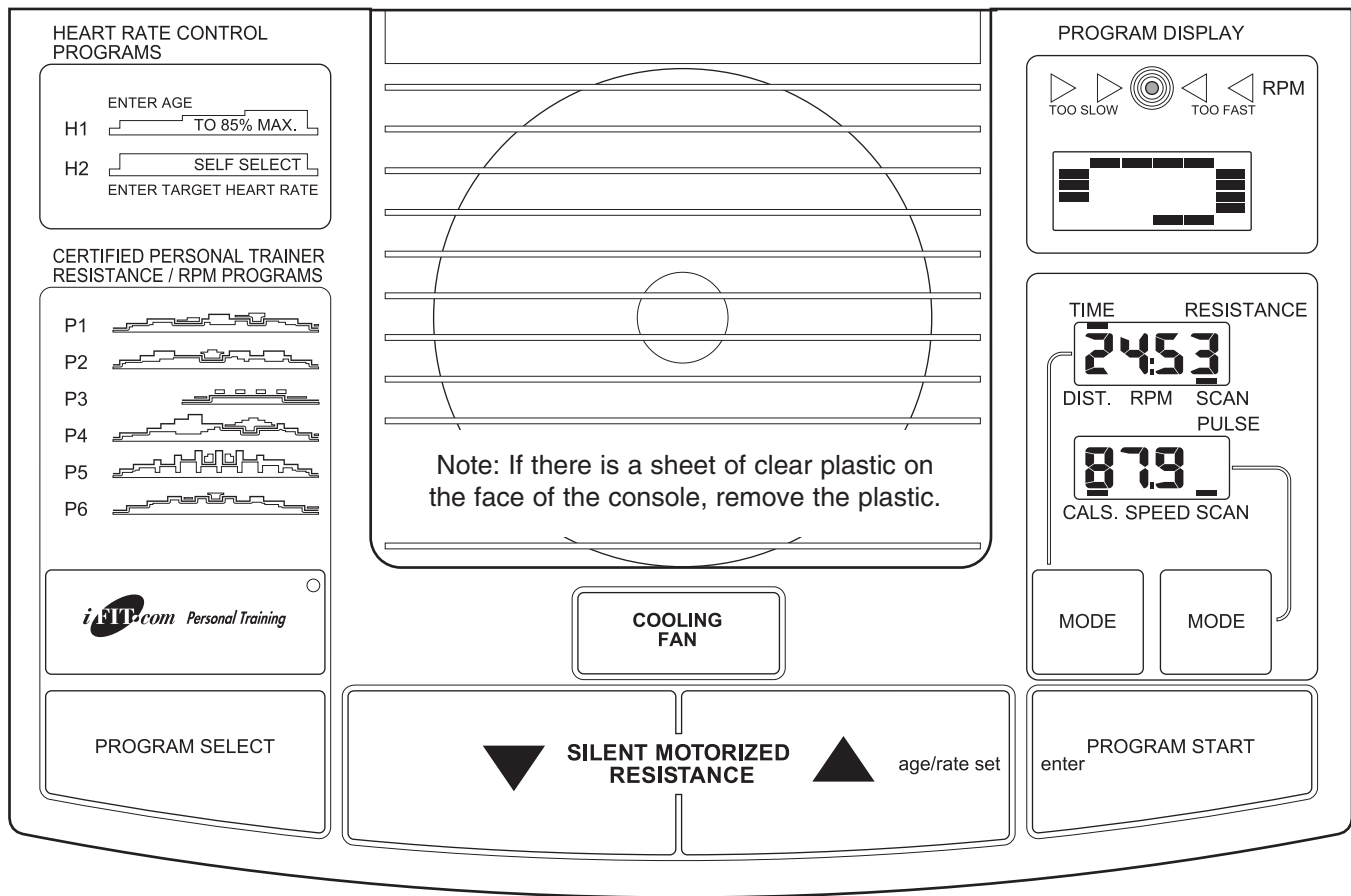 HEART RATE CONTROL
PROGRAMS
ENTER AGE
H1
TO 85% MAX.
H2
SELF SELECT
ENTER TARGET HEART RATE
CERTIFIED PERSONAL TRAINER
RESISTANCE / RPM PROGRAMS
P1
P2
P3
P4
P5
P6
iFIT.com Personal Training
PROGRAM SELECT
Note: If there is a sheet of clear plastic on
the face of the console, remove the plastic.
COOLING
FAN
SILENT MOTORIZED
RESISTANCE
age/rate set
PROGRAM DISPLAY
RPM
TOO SLOW TOO FAST
TIME RESISTANCE
24:53
DIST. RPM SCAN
PULSE
87.9
CALS. SPEED SCAN
MODE MODE
PROGRAM START
enter